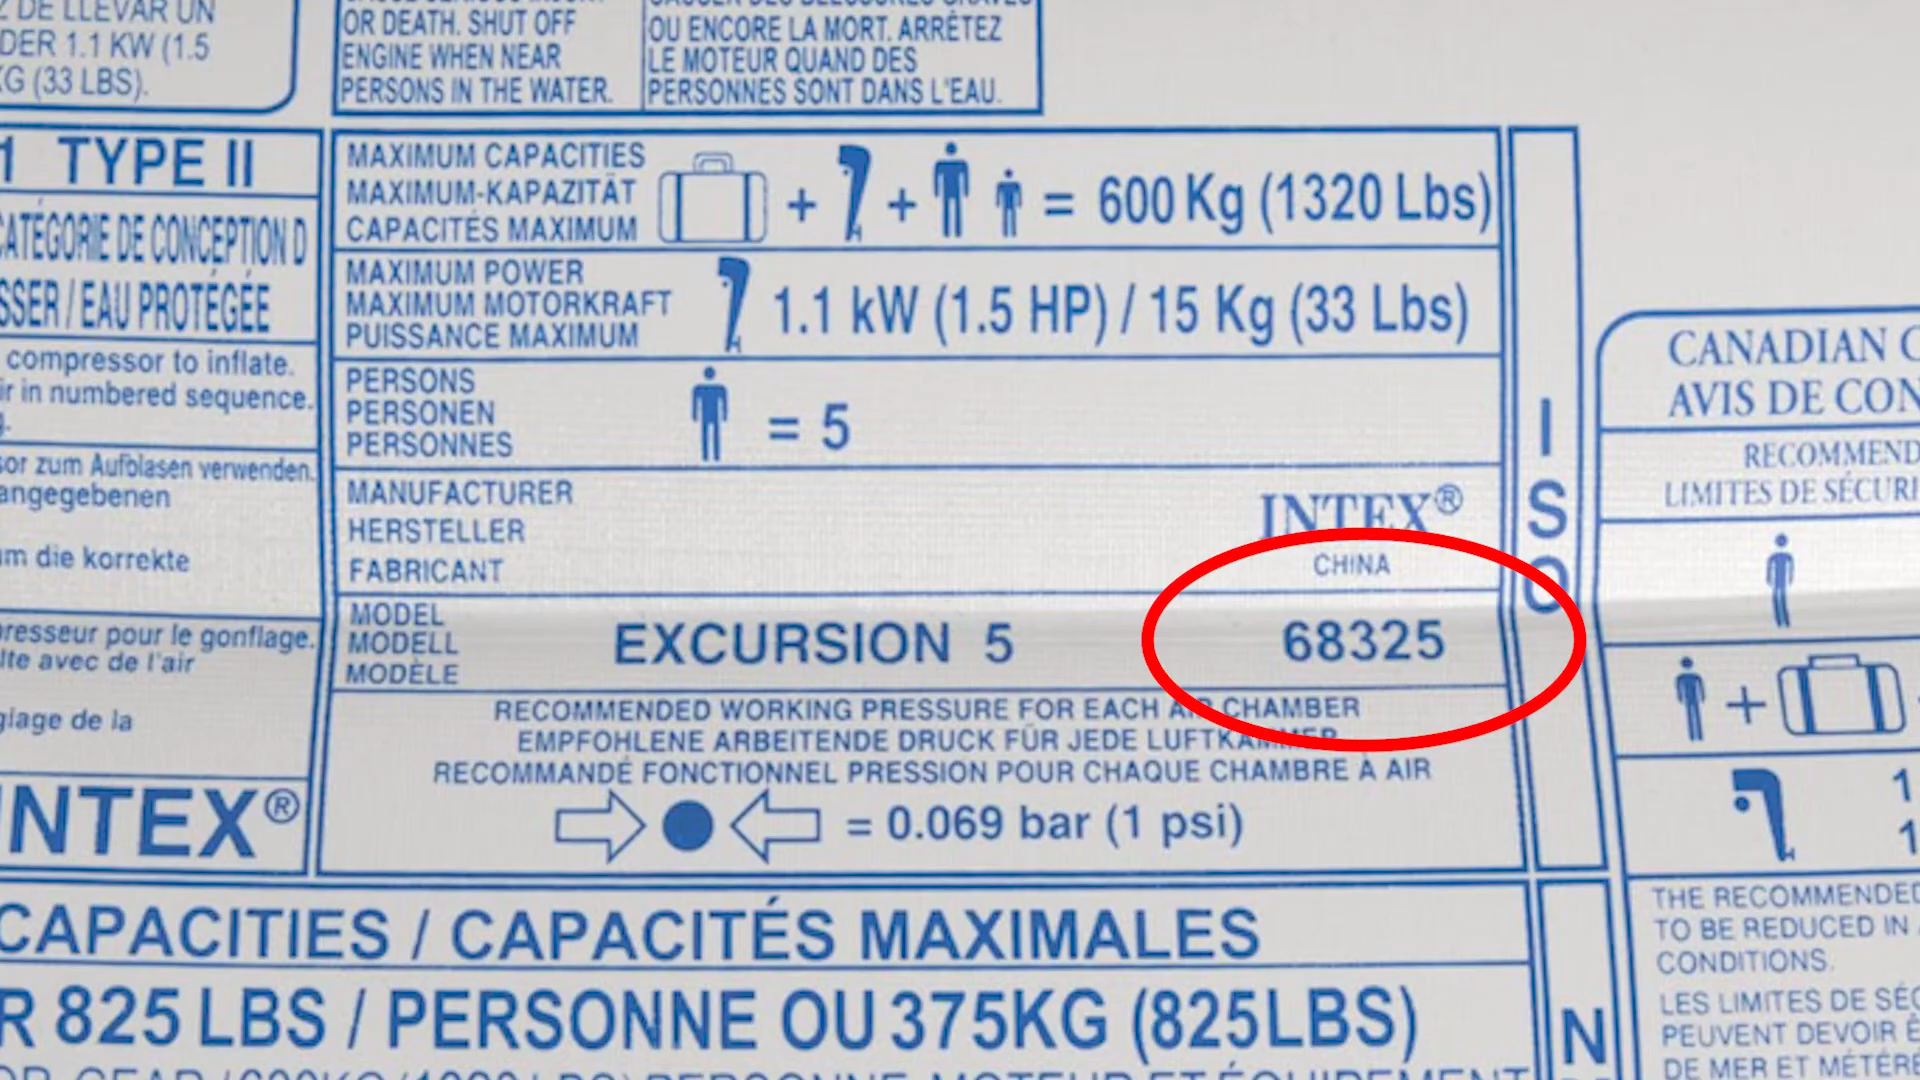 Z DE LLEVAR UN
DER 1.1 KW (1.5
KG (33 LBS).
OR DEATH. SHUT OFF
ENGINE WHEN NEAR
PERSONS IN THE WATER.
OU ENCORE LA MORT. ARRÊTEZ
LE MOTEUR QUAND DES
PERSONNES SONT DANS L'EAU.
1 TYPE II
CATÉGORIE DE CONCEPTION D
SSER / EAU PROTÉGÉE
compressor to inflate.
ir in numbered sequence.
sor zum Aufblasen verwenden.
angegebenen
um die korrekte
presseur pour le gonflage.
lte avec de l'air
glage de la
INTEX®
MAXIMUM CAPACITIES
MAXIMUM-KAPAZITÄT
CAPACITÉS MAXIMUM
+ + = 600 Kg (1320 Lbs)
MAXIMUM POWER
MAXIMUM MOTORKRAFT
PUISSANCE MAXIMUM
1.1 kW (1.5 HP) / 15 Kg (33 Lbs)
PERSONS
PERSONEN
PERSONNES
= 5
MANUFACTURER
HERSTELLER
FABRICANT
INTEX®
CHINA
MODEL
MODELL
MODÈLE
EXCURSION 5 68325
RECOMMENDED WORKING PRESSURE FOR EACH AIR CHAMBER
EMPFOHLENE ARBEITENDE DRUCK FÜR JEDE LUFTKAMMER
RECOMMANDÉ FONCTIONNEL PRESSION POUR CHAQUE CHAMBRE À AIR
= 0.069 bar (1 psi)
ISO
CANADIAN C
AVIS DE CON
RECOMMEND
LIMITES DE SÉCURI
+
1
1
THE RECOMMENDED
TO BE REDUCED IN
CONDITIONS.
LES LIMITES DE SÉC
PEUVENT DEVOIR Ê
DE MER ET MÉTÉ
CAPACITIES / CAPACITÉS MAXIMALES
R 825 LBS / PERSONNE OU 375KG (825LBS)
N